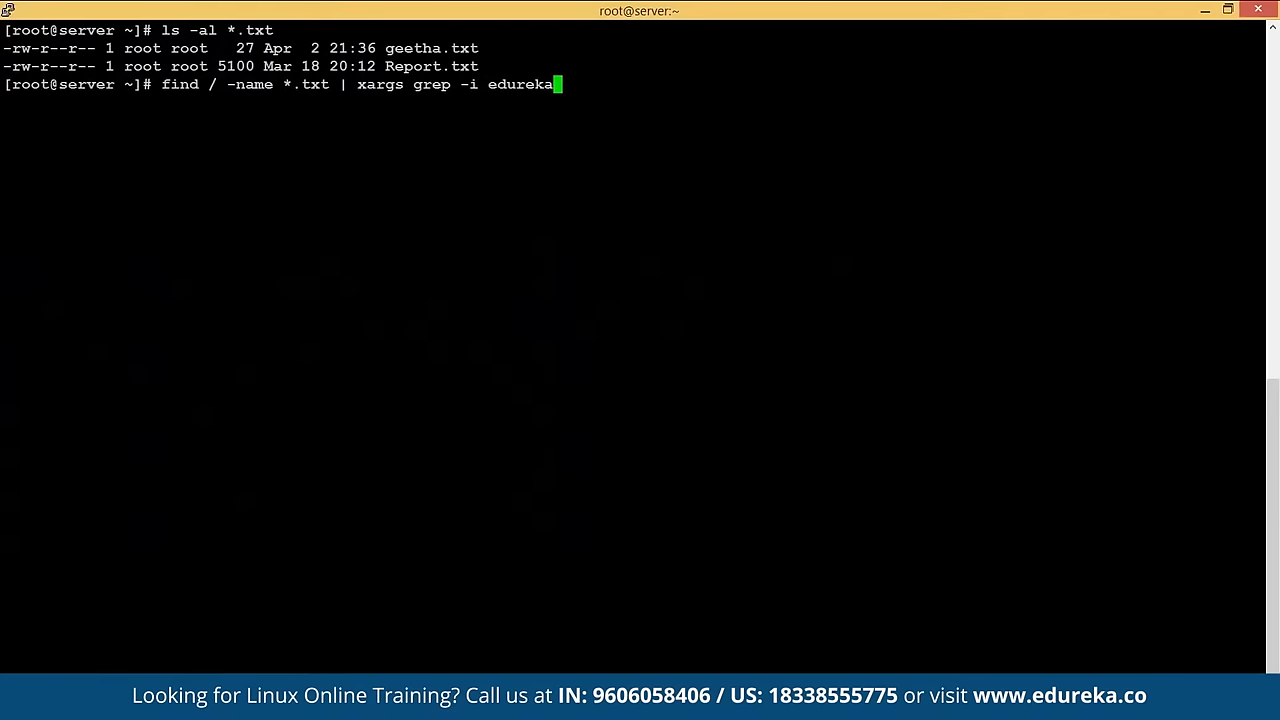 root@server:~
[root@server ~]# ls -al *.txt
-rw-r--r-- 1 root root   27 Apr  2 21:36 geetha.txt
-rw-r--r-- 1 root root 5100 Mar 18 20:12 Report.txt
[root@server ~]# find / -name *.txt | xargs grep -i edureka
Looking for Linux Online Training? Call us at IN: 9606058406 / US: 18338555775 or visit www.edureka.co